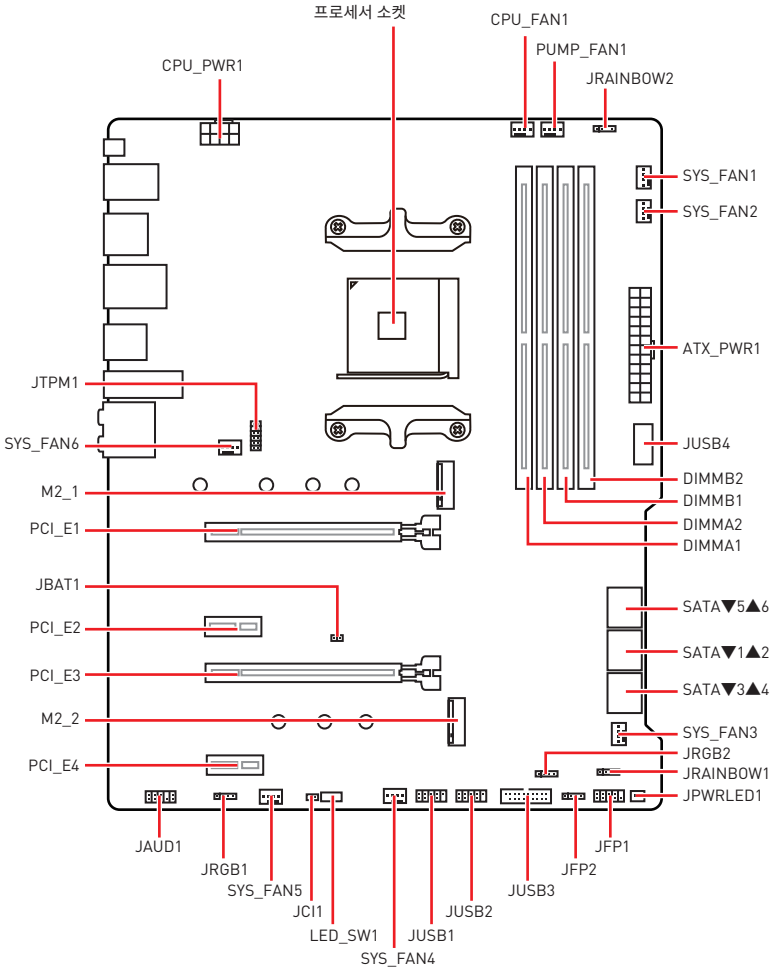 프로세서 소켓
CPU_FAN1
PUMP_FAN1
CPU_PWR1
JRAINBOW2
SYS_FAN1
SYS_FAN2
ATX_PWR1
JTPM1
SYS_FAN6
JUSB4
M2_1
DIMMB2
DIMMB1
PCI_E1
DIMMA2
DIMMA1
JBAT1
SATA▼5▲6
PCI_E2
SATA▼1▲2
PCI_E3
SATA▼3▲4
M2_2
SYS_FAN3
JRGB2
PCI_E4
JRAINBOW1
JPWRLED1
JAUD1
JRGB1
SYS_FAN5
JCI1
LED_SW1
SYS_FAN4
JUSB1
JUSB2
JUSB3
JFP2
JFP1